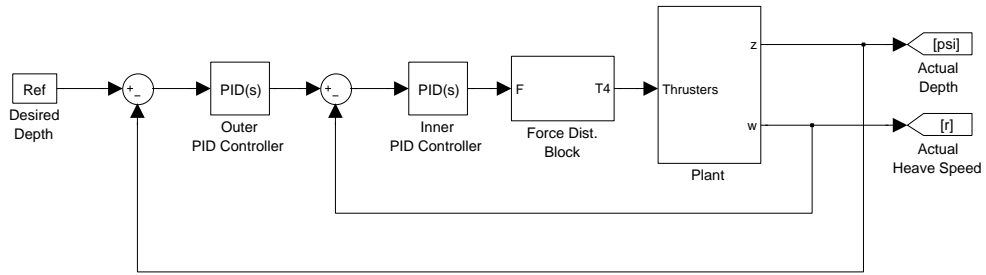 Ref
Desired
Depth
+
−
PID(s)
Outer
PID Controller
+
−
PID(s)
Inner
PID Controller
F
T4
Force Dist.
Block
Thrusters
z
w
Plant
[psi]
Actual
Depth
[r]
Actual
Heave Speed